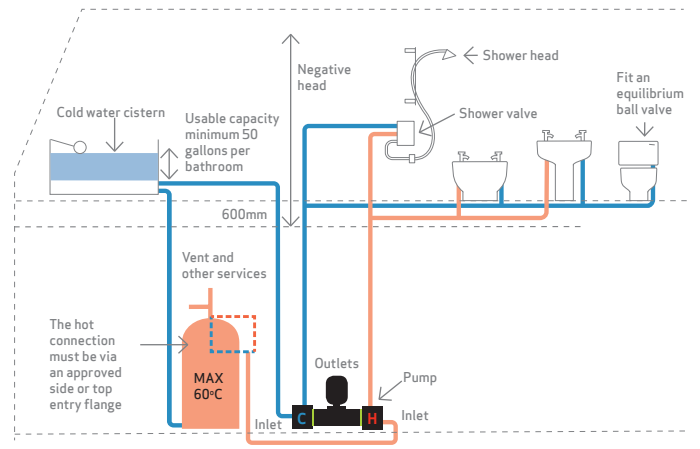 Shower head
Negative
head
Fit an
equilibrium
ball valve
Cold water cistern
Usable capacity
minimum 50
gallons per
bathroom
Shower valve
600mm
Vent and
other services
The hot
connection
must be via
an approved
side or top
entry flange
MAX
60ºC
Outlets
Pump
Inlet
C
H
Inlet